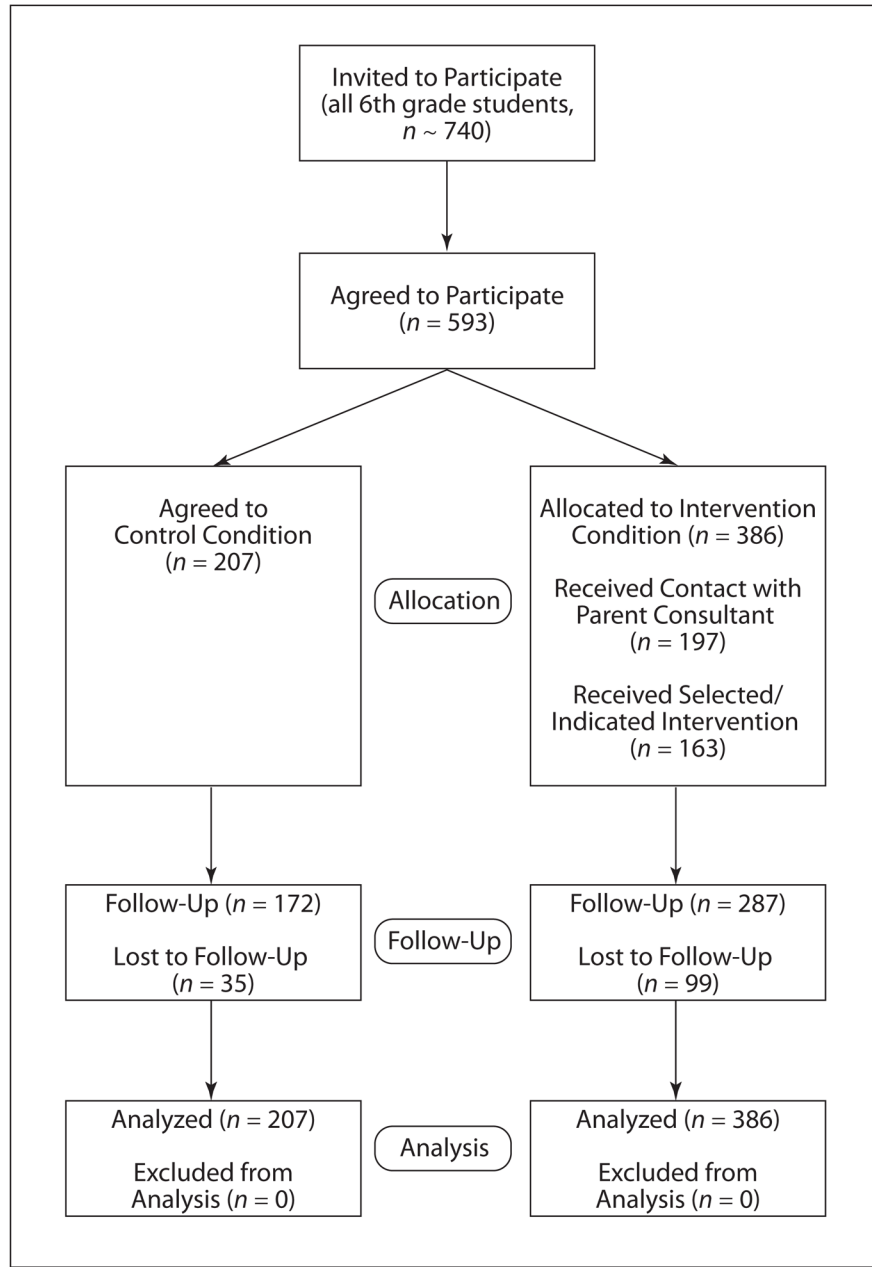 Invited to Participate
(all 6th grade students,
n ~ 740)
Agreed to Participate
(n = 593)
Agreed to
Control Condition
(n = 207)
Allocation
Allocated to Intervention
Condition (n = 386)
Received Contact with
Parent Consultant
(n = 197)
Received Selected/
Indicated Intervention
(n = 163)
Follow-Up (n = 172)
Lost to Follow-Up
(n = 35)
Follow-Up
Follow-Up (n = 287)
Lost to Follow-Up
(n = 99)
Analyzed (n = 207)
Excluded from
Analysis (n = 0)
Analysis
Analyzed (n = 386)
Excluded from
Analysis (n = 0)